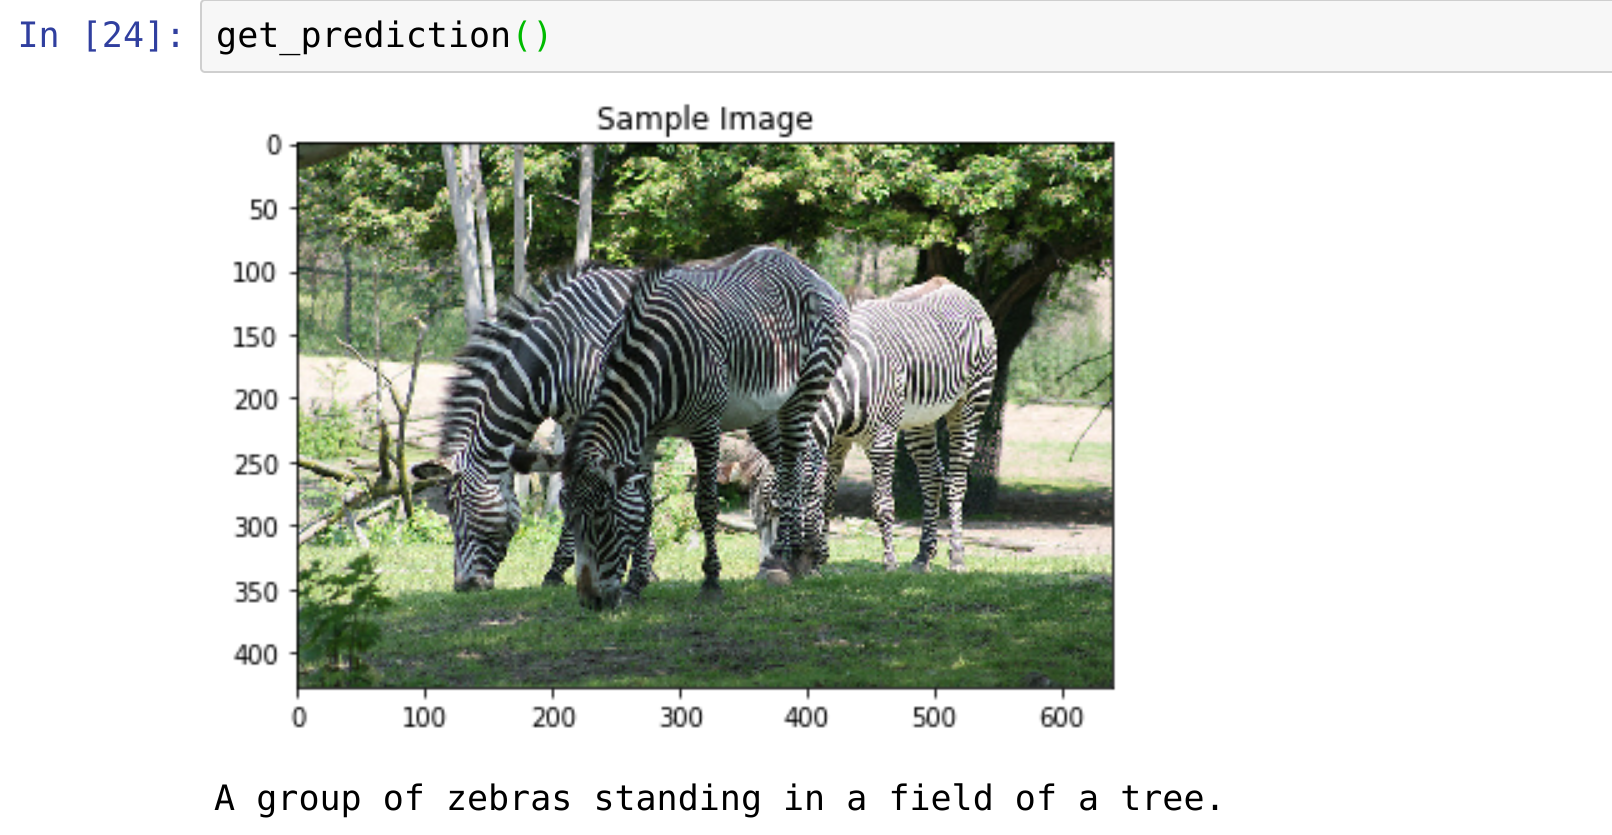 In [24]: get_prediction()
Sample Image
0
50
100
150
200
250
300
350
400
0 100 200 300 400 500 600
A group of zebras standing in a field of a tree.